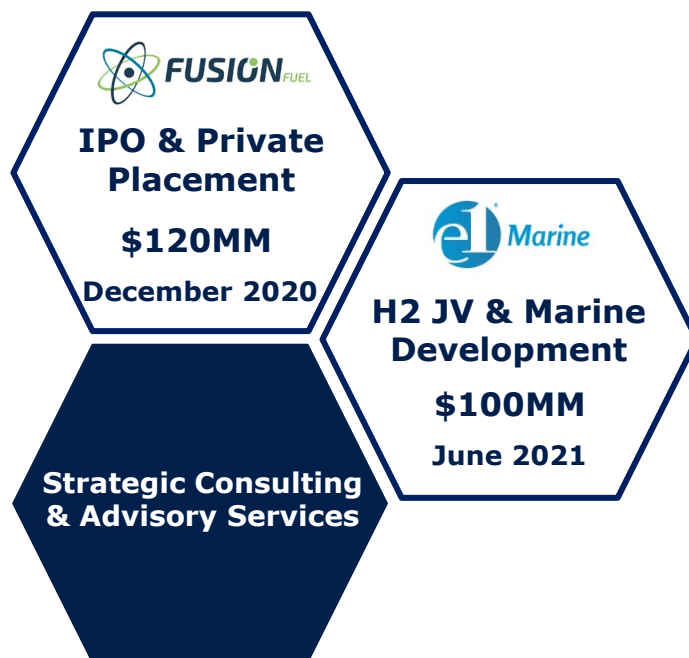 FUSION FUEL
IPO & Private
Placement
$120MM
December 2020
e1 Marine
H2 JV & Marine
Development
$100MM
June 2021
Strategic Consulting
& Advisory Services